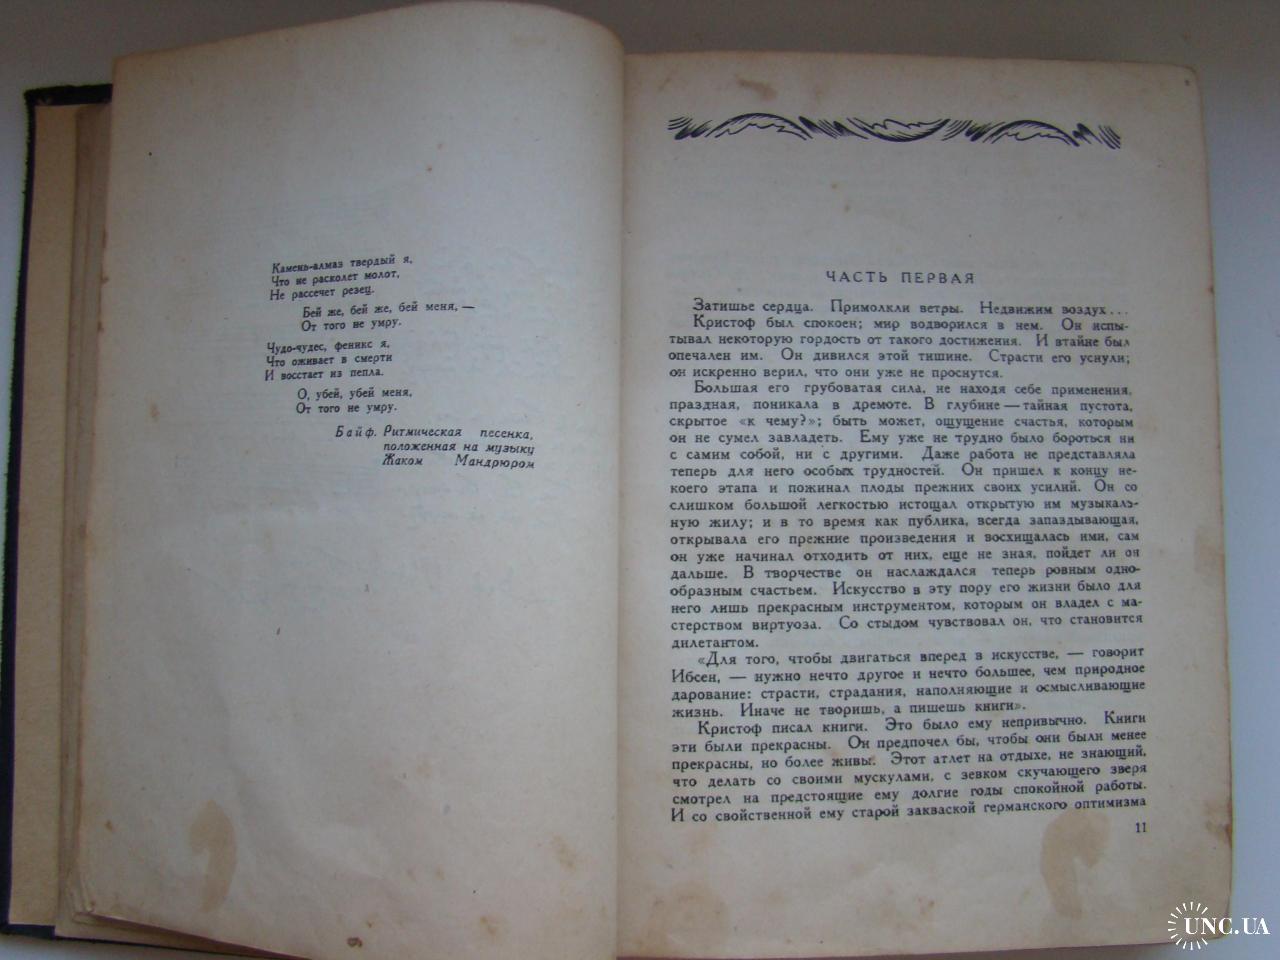 Камень-алмаз твердый я,
Что не расколет молот,
Не рассечет резец.
Бей же, бей же, бей меня, —
От того не умру.
Чудо-чудес, феникс я,
Что оживает в смерти
И восстает из пепла.
О, убей, убей меня,
От того не умру.
Байф. Ритмическая песенка,
положенная на музыку
Жаком Мандрюром
9
ЧАСТЬ ПЕРВАЯ
Затишье сердца. Примолкли ветры. Недвижим воздух...
Кристоф был спокоен; мир водворился в нем. Он испы-
тывал некоторую гордость от такого достижения. И втайне был
опечален им. Он дивился этой тишине. Страсти его уснули;
он искренно верил, что они уже не проснутся.
Большая его грубоватая сила, не находя себе применения,
праздная, поникала в дремоте. В глубине — тайная пустота,
скрытое «к чему?»; быть может, ощущение счастья, которым
он не сумел завладеть. Ему уже не трудно было бороться ни
с самим собой, ни с другими. Даже работа не представляла
теперь для него особых трудностей. Он пришел к концу не-
коего этапа и пожинал плоды прежних своих усилий. Он со
слишком большой легкостью истощал открытую им музыкаль-
ную жилу; и в то время как публика, всегда запаздывающая,
открывала его прежние произведения и восхищалась ими, сам
он уже начинал отходить от них, еще не зная, пойдет ли он
дальше. В творчестве он наслаждался теперь ровным одно-
образным счастьем. Искусство в эту пору его жизни было для
него лишь прекрасным инструментом, которым он владел с ма-
стерством виртуоза. Со стыдом чувствовал он, что становится
дилетантом.
«Для того, чтобы двигаться вперед в искусстве, — говорит
Ибсен, — нужно нечто другое и нечто большее, чем природное
дарование: страсти, страдания, наполняющие и осмысливающие
жизнь. Иначе не творишь, а пишешь книги».
Кристоф писал книги. Это было ему непривычно. Книги
эти были прекрасны. Он предпочел бы, чтобы они были менее
прекрасны, но более живы. Этот атлет на отдыхе, не знающий,
что делать со своими мускулами, с зевком скучающего зверя
смотрел на предстоящие ему долгие годы спокойной работы.
И со свойственной ему старой закваской германского оптимизма
11
UNC.UA